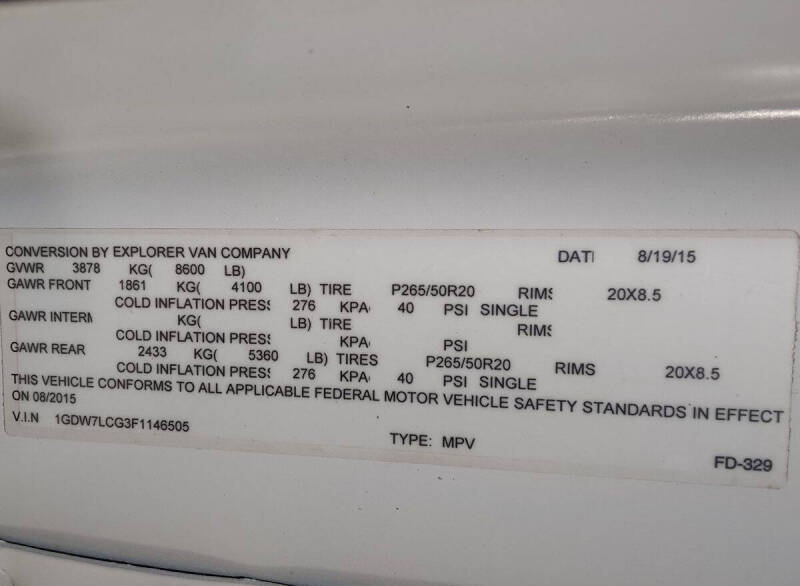 CONVERSION BY EXPLORER VAN COMPANY DATI 8/19/15
GVWR 3878 KG( 8600 LB)
GAWR FRONT 1861 KG( 4100 LB) TIRE P265/50R20 RIMS 20X8.5
COLD INFLATION PRESS 276 KPA( 40 PSI SINGLE
GAWR INTERM KG( LB) TIRE RIMS
COLD INFLATION PRESS KPA( PSI
GAWR REAR 2433 KG( 5360 LB) TIRES P265/50R20 RIMS 20X8.5
COLD INFLATION PRESS 276 KPA( 40 PSI SINGLE
THIS VEHICLE CONFORMS TO ALL APPLICABLE FEDERAL MOTOR VEHICLE SAFETY STANDARDS IN EFFECT
ON 08/2015
V.I.N 1GDW7LCG3F1146505 TYPE: MPV
FD-329